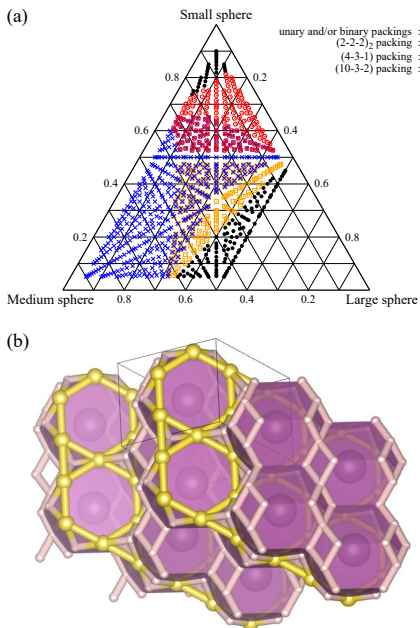 (a)
Small sphere
unary and/or binary packings :
(2-2-2)₂ packing :
(4-3-1) packing :
(10-3-2) packing :
0.8 0.2
0.6 0.4
0.4 0.6
0.2 0.8
Medium sphere 0.8 0.6 0.4 0.2 Large sphere
(b)